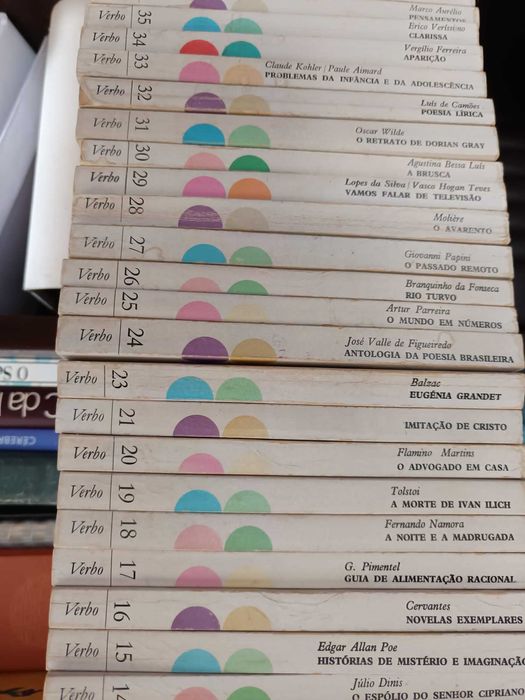 Marco Aurélio
PENSAMENTOS
Verbo 35
Erico Veríssimo
CLARISSA
Verbo 34
Vergílio Ferreira
APARIÇÃO
Verbo 33
Claude Kohler / Paule Aimard
PROBLEMAS DA INFÂNCIA E DA ADOLESCÊNCIA
Verbo 32
Luís de Camões
POESIA LÍRICA
Verbo 31
Oscar Wilde
O RETRATO DE DORIAN GRAY
Verbo 30
Agustina Bessa Luís
A BRUSCA
Verbo 29
Lopes da Silva / Vasco Hogan Teves
VAMOS FALAR DE TELEVISÃO
Verbo 28
Molière
O AVARENTO
Verbo 27
Giovanni Papini
O PASSADO REMOTO
Verbo 26
Branquinho da Fonseca
RIO TURVO
Verbo 25
Artur Parreira
O MUNDO EM NÚMEROS
Verbo 24
José Valle de Figueiredo
ANTOLOGIA DA POESIA BRASILEIRA
Verbo 23
Balzac
EUGÉNIA GRANDET
Verbo 21
IMITAÇÃO DE CRISTO
Verbo 20
Flamino Martins
O ADVOGADO EM CASA
Verbo 19
Tolstoi
A MORTE DE IVAN ILICH
Verbo 18
Fernando Namora
A NOITE E A MADRUGADA
Verbo 17
G. Pimentel
GUIA DE ALIMENTAÇÃO RACIONAL
Verbo 16
Cervantes
NOVELAS EXEMPLARES
Verbo 15
Edgar Allan Poe
HISTÓRIAS DE MISTÉRIO E IMAGINAÇÃO
Verbo 14
Júlio Dinis
O ESPÓLIO DO SENHOR CIPRIANO